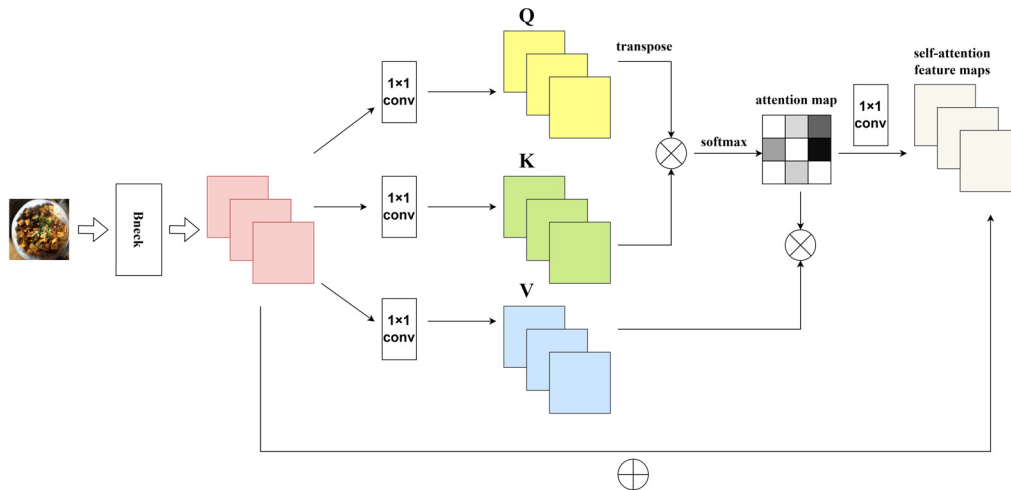 Q
transpose
self-attention
feature maps
1×1
conv
attention map
1×1
conv
softmax
K
1×1
conv
Bneck
V
1×1
conv